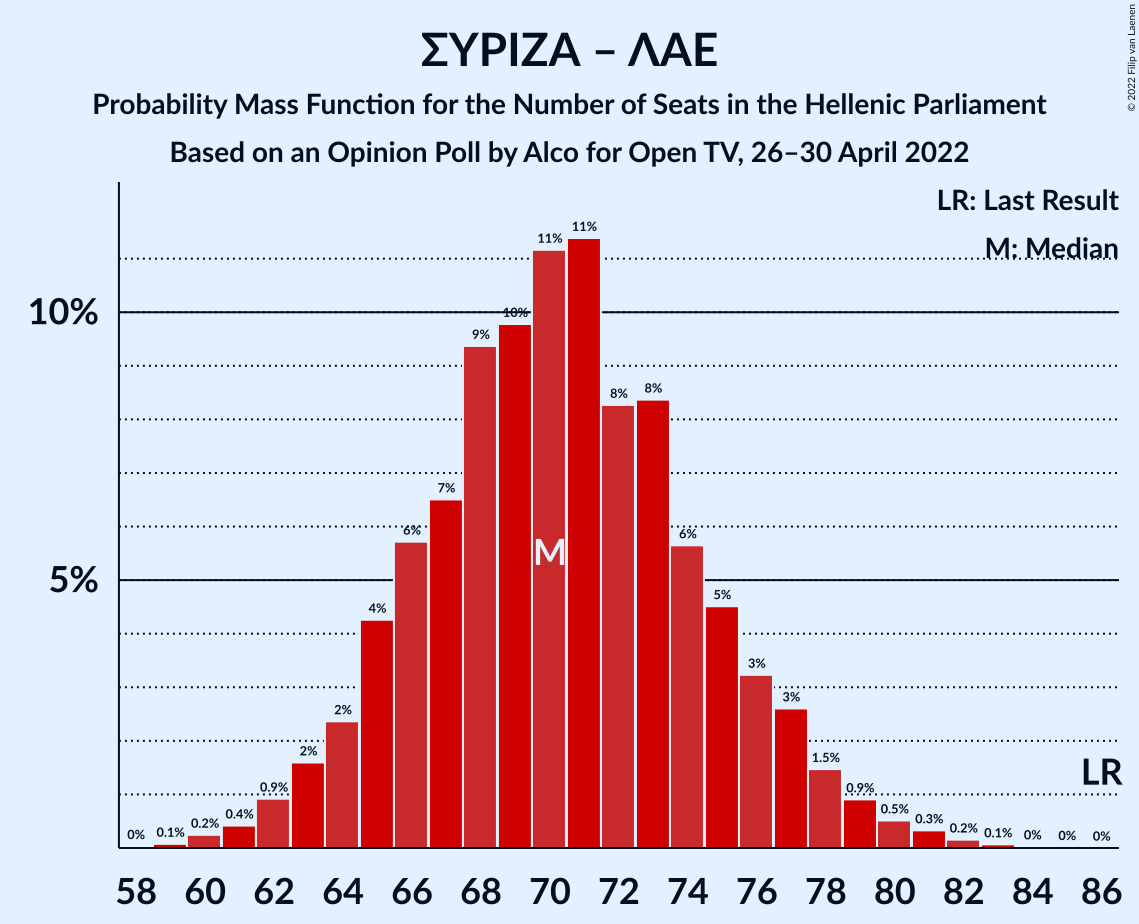 ΣΥΡΙΖΑ – ΛΑΕ
Probability Mass Function for the Number of Seats in the Hellenic Parliament
Based on an Opinion Poll by Alco for Open TV, 26–30 April 2022
© 2022 Filip van Laenen
LR: Last Result
M: Median
10%
5%
0% 0.1% 0.2% 0.4% 0.9% 2% 2% 4% 6% 7% 9% 10% 11% 11% 8% 8% 6% 5% 3% 3% 1.5% 0.9% 0.5% 0.3% 0.2% 0.1% 0% 0% 0%
M
LR
58 60 62 64 66 68 70 72 74 76 78 80 82 84 86